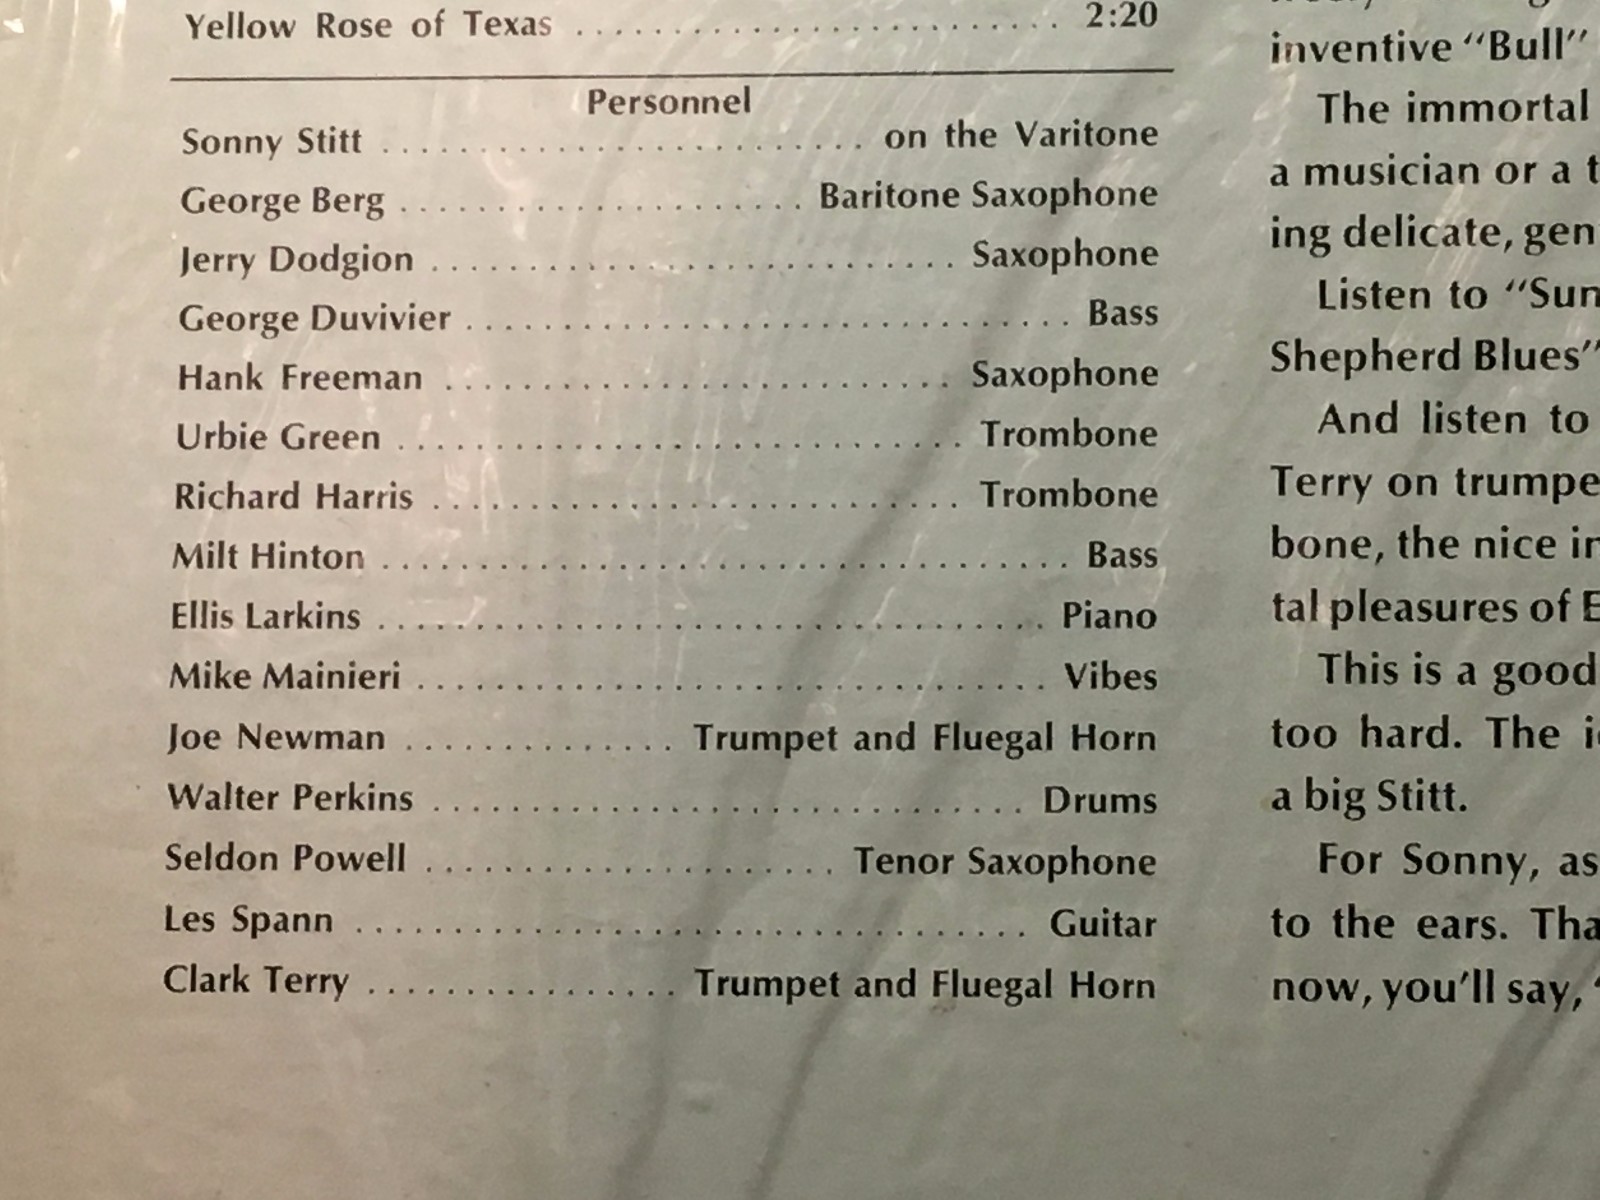 Yellow Rose of Texas .......................... 2:20
Personnel
Sonny Stitt ......................... on the Varitone
George Berg ..................... Baritone Saxophone
Jerry Dodgion ........................... Saxophone
George Duvivier ............................... Bass
Hank Freeman .......................... Saxophone
Urbie Green ............................. Trombone
Richard Harris ........................... Trombone
Milt Hinton .................................... Bass
Ellis Larkins ................................... Piano
Mike Mainieri ................................. Vibes
Joe Newman .............. Trumpet and Fluegal Horn
Walter Perkins ............................... Drums
Seldon Powell ..................... Tenor Saxophone
Les Spann ................................... Guitar
Clark Terry ................ Trumpet and Fluegal Horn
inventive "Bull"
The immortal
a musician or a t
ing delicate, gen
Listen to "Sun
Shepherd Blues"
And listen to
Terry on trumpe
bone, the nice in
tal pleasures of E
This is a good
too hard. The i
a big Stitt.
For Sonny, as
to the ears. Tha
now, you'll say, "